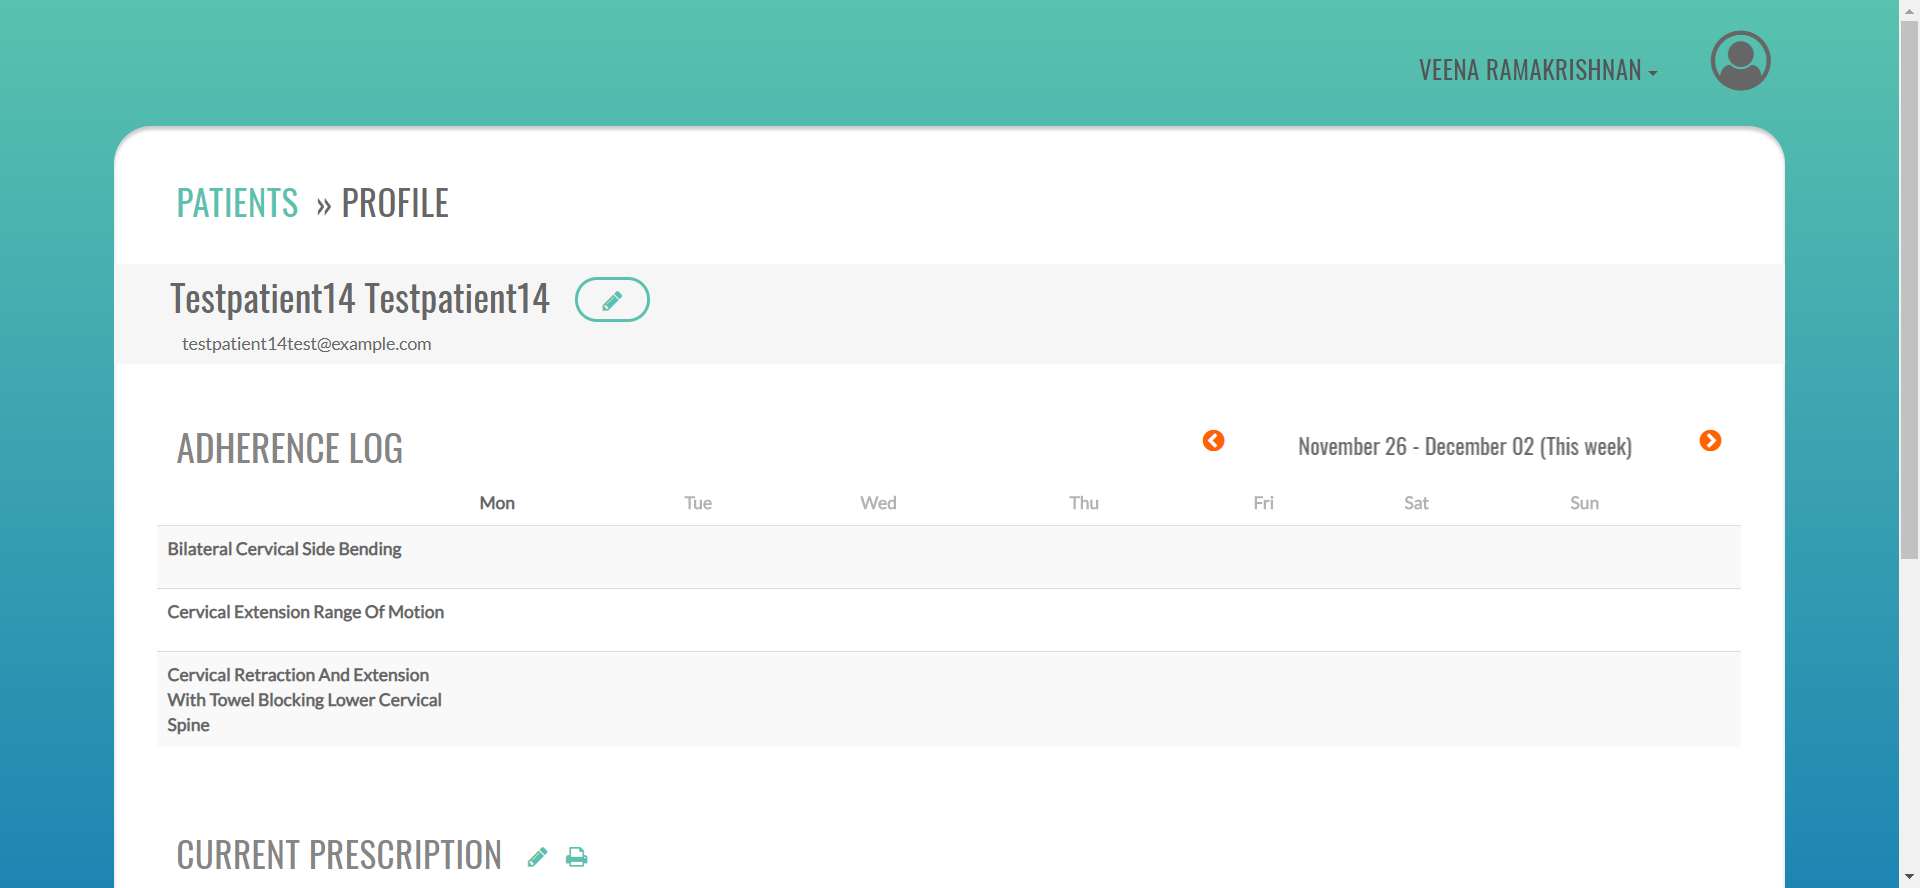 VEENA RAMAKRISHNAN
PATIENTS » PROFILE
Testpatient14 Testpatient14
testpatient14test@example.com
ADHERENCE LOG
November 26 - December 02 (This week)
Mon Tue Wed Thu Fri Sat Sun
Bilateral Cervical Side Bending
Cervical Extension Range Of Motion
Cervical Retraction And Extension
With Towel Blocking Lower Cervical
Spine
CURRENT PRESCRIPTION